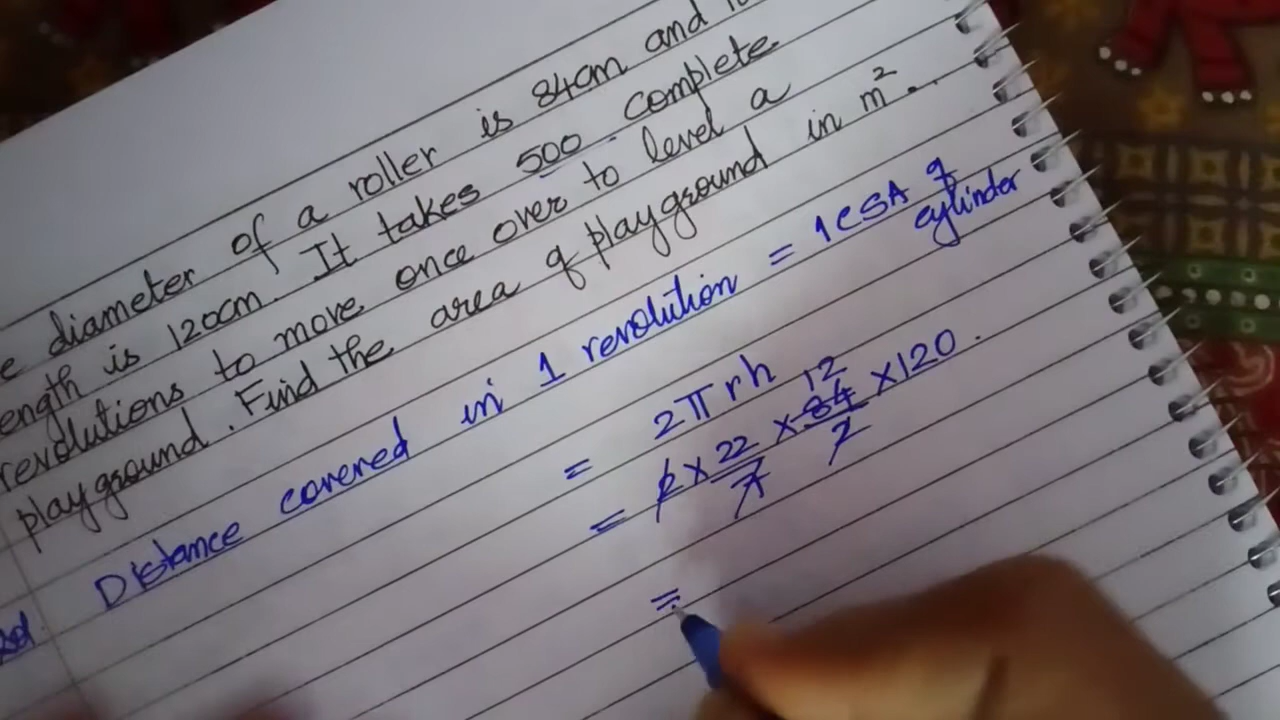 diameter of a roller is 84cm and
length is 120cm. It takes 500 complete
revolutions to move once over to level a
playground. Find the area of playground in m².
Distance covered in 1 revolution = 1 CSA of
cylinder
= 2πrh
= 2 × 22/7 × 84/2 × 120.
12
=